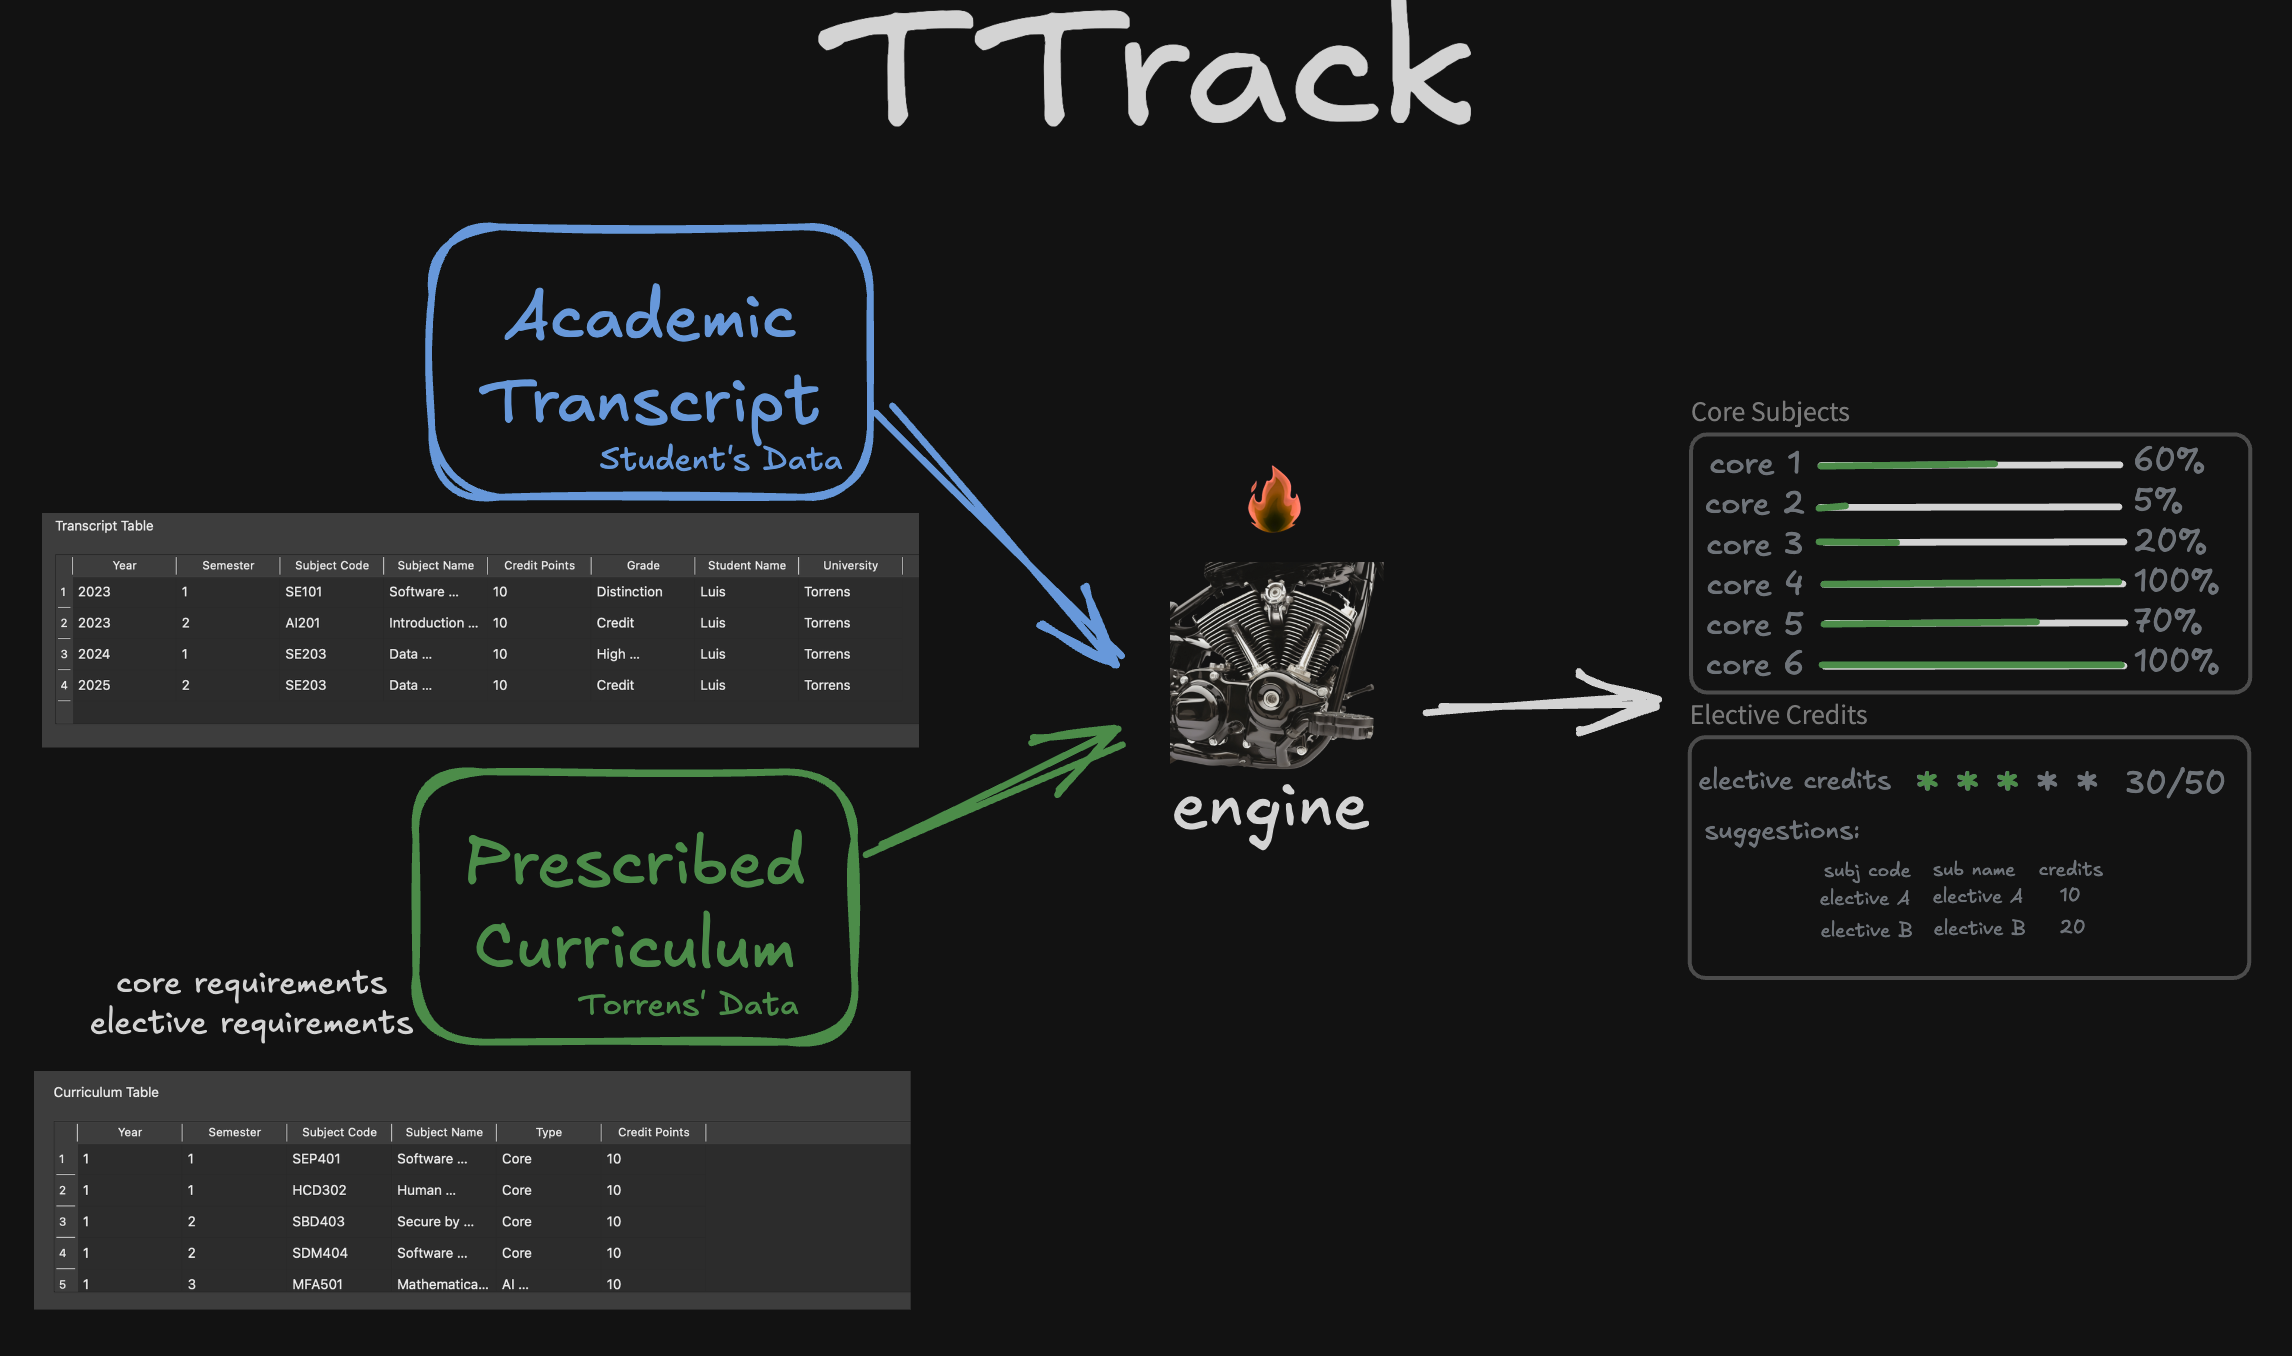 TTrack
Academic
Transcript
Student's Data
Transcript Table
Year Semester Subject Code Subject Name Credit Points Grade Student Name University
1 2023 1 SE101 Software ... 10 Distinction Luis Torrens
2 2023 2 AI201 Introduction ... 10 Credit Luis Torrens
3 2024 1 SE203 Data ... 10 High ... Luis Torrens
4 2025 2 SE203 Data ... 10 Credit Luis Torrens
Prescribed
Curriculum
Torrens' Data
core requirements
elective requirements
Curriculum Table
Year Semester Subject Code Subject Name Type Credit Points
1 1 1 SEP401 Software ... Core 10
2 1 1 HCD302 Human ... Core 10
3 1 2 SBD403 Secure by ... Core 10
4 1 2 SDM404 Software ... Core 10
5 1 3 MFA501 Mathematica... AI ... 10
engine
Core Subjects
core 1 60%
core 2 5%
core 3 20%
core 4 100%
core 5 70%
core 6 100%
Elective Credits
elective credits * * * * * 30/50
suggestions:
subj code sub name credits
elective A elective A 10
elective B elective B 20